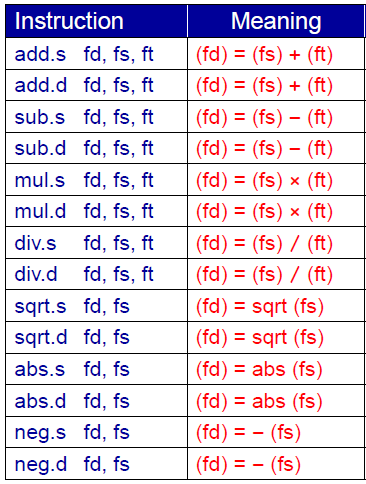 Instruction Meaning
add.s fd, fs, ft (fd) = (fs) + (ft)
add.d fd, fs, ft (fd) = (fs) + (ft)
sub.s fd, fs, ft (fd) = (fs) − (ft)
sub.d fd, fs, ft (fd) = (fs) − (ft)
mul.s fd, fs, ft (fd) = (fs) × (ft)
mul.d fd, fs, ft (fd) = (fs) × (ft)
div.s fd, fs, ft (fd) = (fs) / (ft)
div.d fd, fs, ft (fd) = (fs) / (ft)
sqrt.s fd, fs (fd) = sqrt (fs)
sqrt.d fd, fs (fd) = sqrt (fs)
abs.s fd, fs (fd) = abs (fs)
abs.d fd, fs (fd) = abs (fs)
neg.s fd, fs (fd) = − (fs)
neg.d fd, fs (fd) = − (fs)